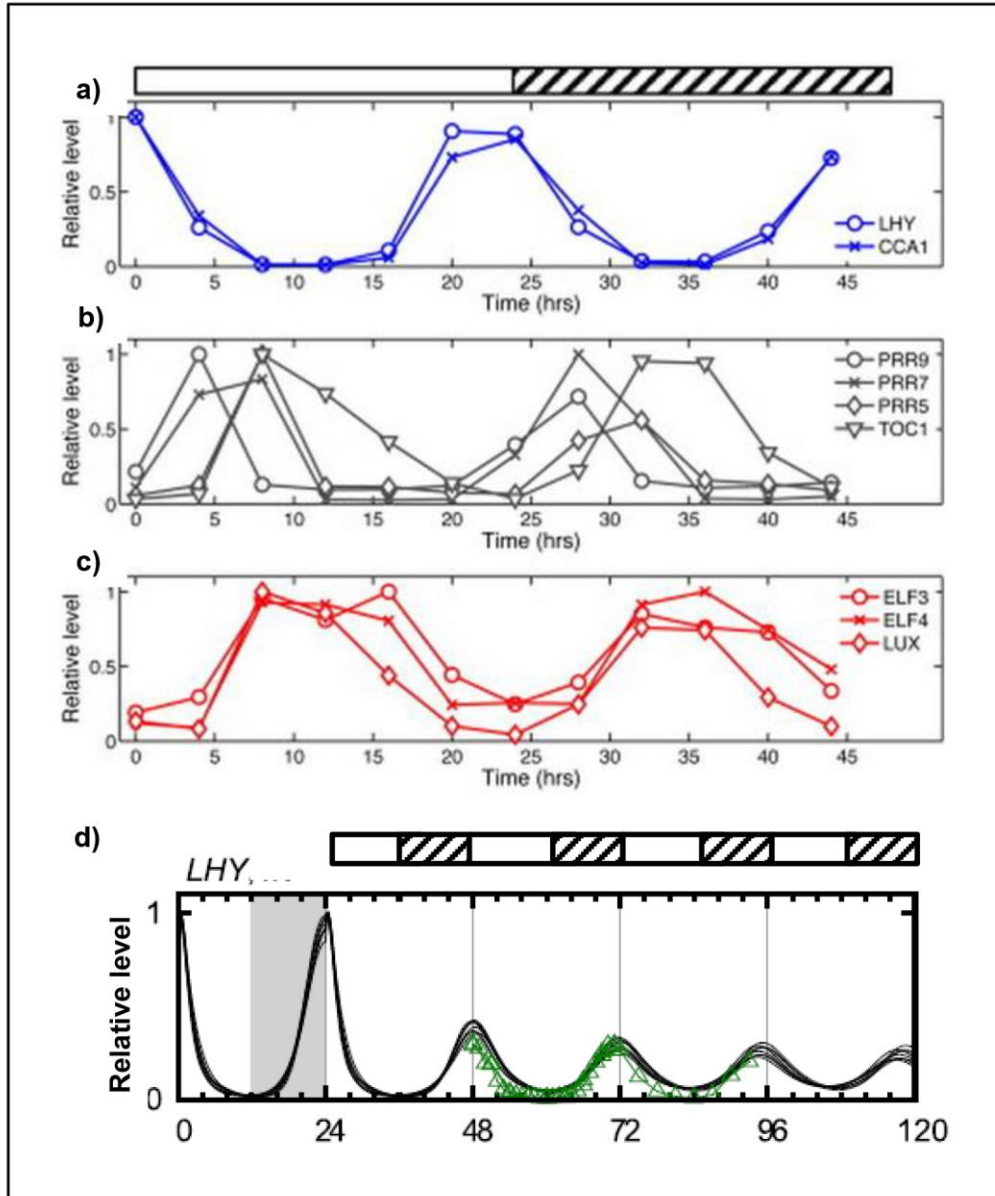 a)
Relative level
1
0.5
0
LHY
CCA1
0 5 10 15 20 25 30 35 40 45
Time (hrs)
b)
Relative level
1
0.5
0
PRR9
PRR7
PRR5
TOC1
0 5 10 15 20 25 30 35 40 45
Time (hrs)
c)
Relative level
1
0.5
0
ELF3
ELF4
LUX
0 5 10 15 20 25 30 35 40 45
Time (hrs)
d)
LHY,
Relative level
1
0
0 24 48 72 96 120